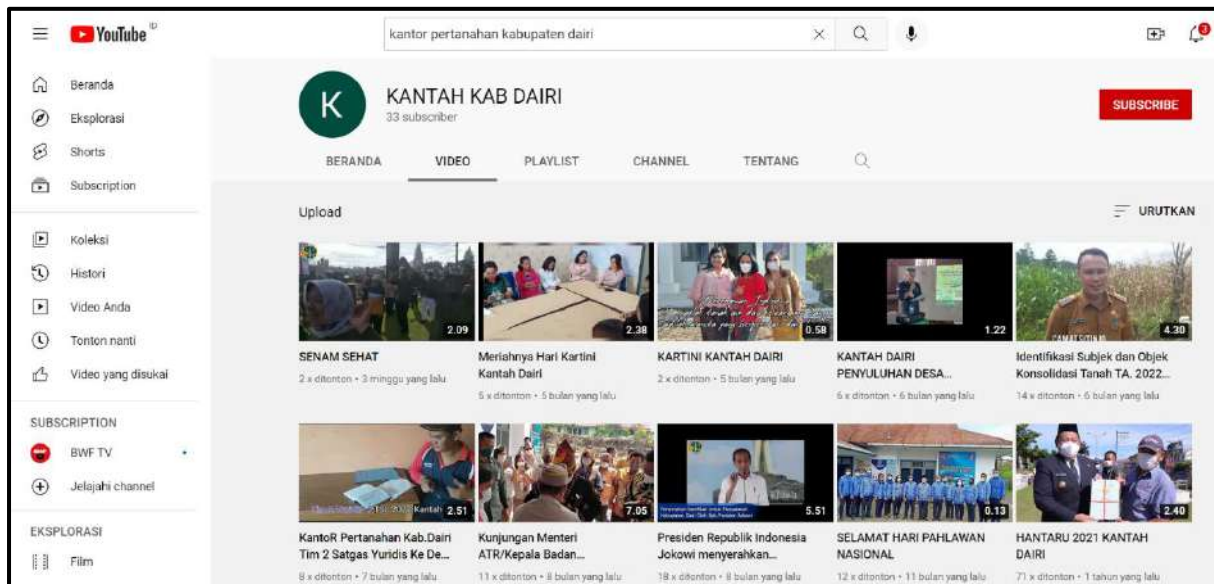 YouTube ID
kantor pertanahan kabupaten dairi
3
Beranda
Eksplorasi
Shorts
Subscription
Koleksi
Histori
Video Anda
Tonton nanti
Video yang disukai
SUBSCRIPTION
BWF TV
Jelajahi channel
EKSPLORASI
Film
K
KANTAH KAB DAIRI
33 subscriber
SUBSCRIBE
BERANDA VIDEO PLAYLIST CHANNEL TENTANG
Upload
URUTKAN
2.09
SENAM SEHAT
2 x ditonton • 3 minggu yang lalu
2.38
Meriahnya Hari Kartini
Kantah Dairi
5 x ditonton • 5 bulan yang lalu
0.58
KARTINI KANTAH DAIRI
2 x ditonton • 5 bulan yang lalu
1.22
KANTAH DAIRI
PENYULUHAN DESA...
6 x ditonton • 6 bulan yang lalu
4.30
Identifikasi Subjek dan Objek
Konsolidasi Tanah TA. 2022...
14 x ditonton • 6 bulan yang lalu
Kantah 2.51
KantoR Pertanahan Kab.Dairi
Tim 2 Satgas Yuridis Ke De...
8 x ditonton • 7 bulan yang lalu
7.05
Kunjungan Menteri
ATR/Kepala Badan...
11 x ditonton • 8 bulan yang lalu
5.51
Presiden Republik Indonesia
Jokowi menyerahkan...
18 x ditonton • 8 bulan yang lalu
0.13
SELAMAT HARI PAHLAWAN
NASIONAL
12 x ditonton • 11 bulan yang lalu
2.40
HANTARU 2021 KANTAH
DAIRI
71 x ditonton • 1 tahun yang lalu